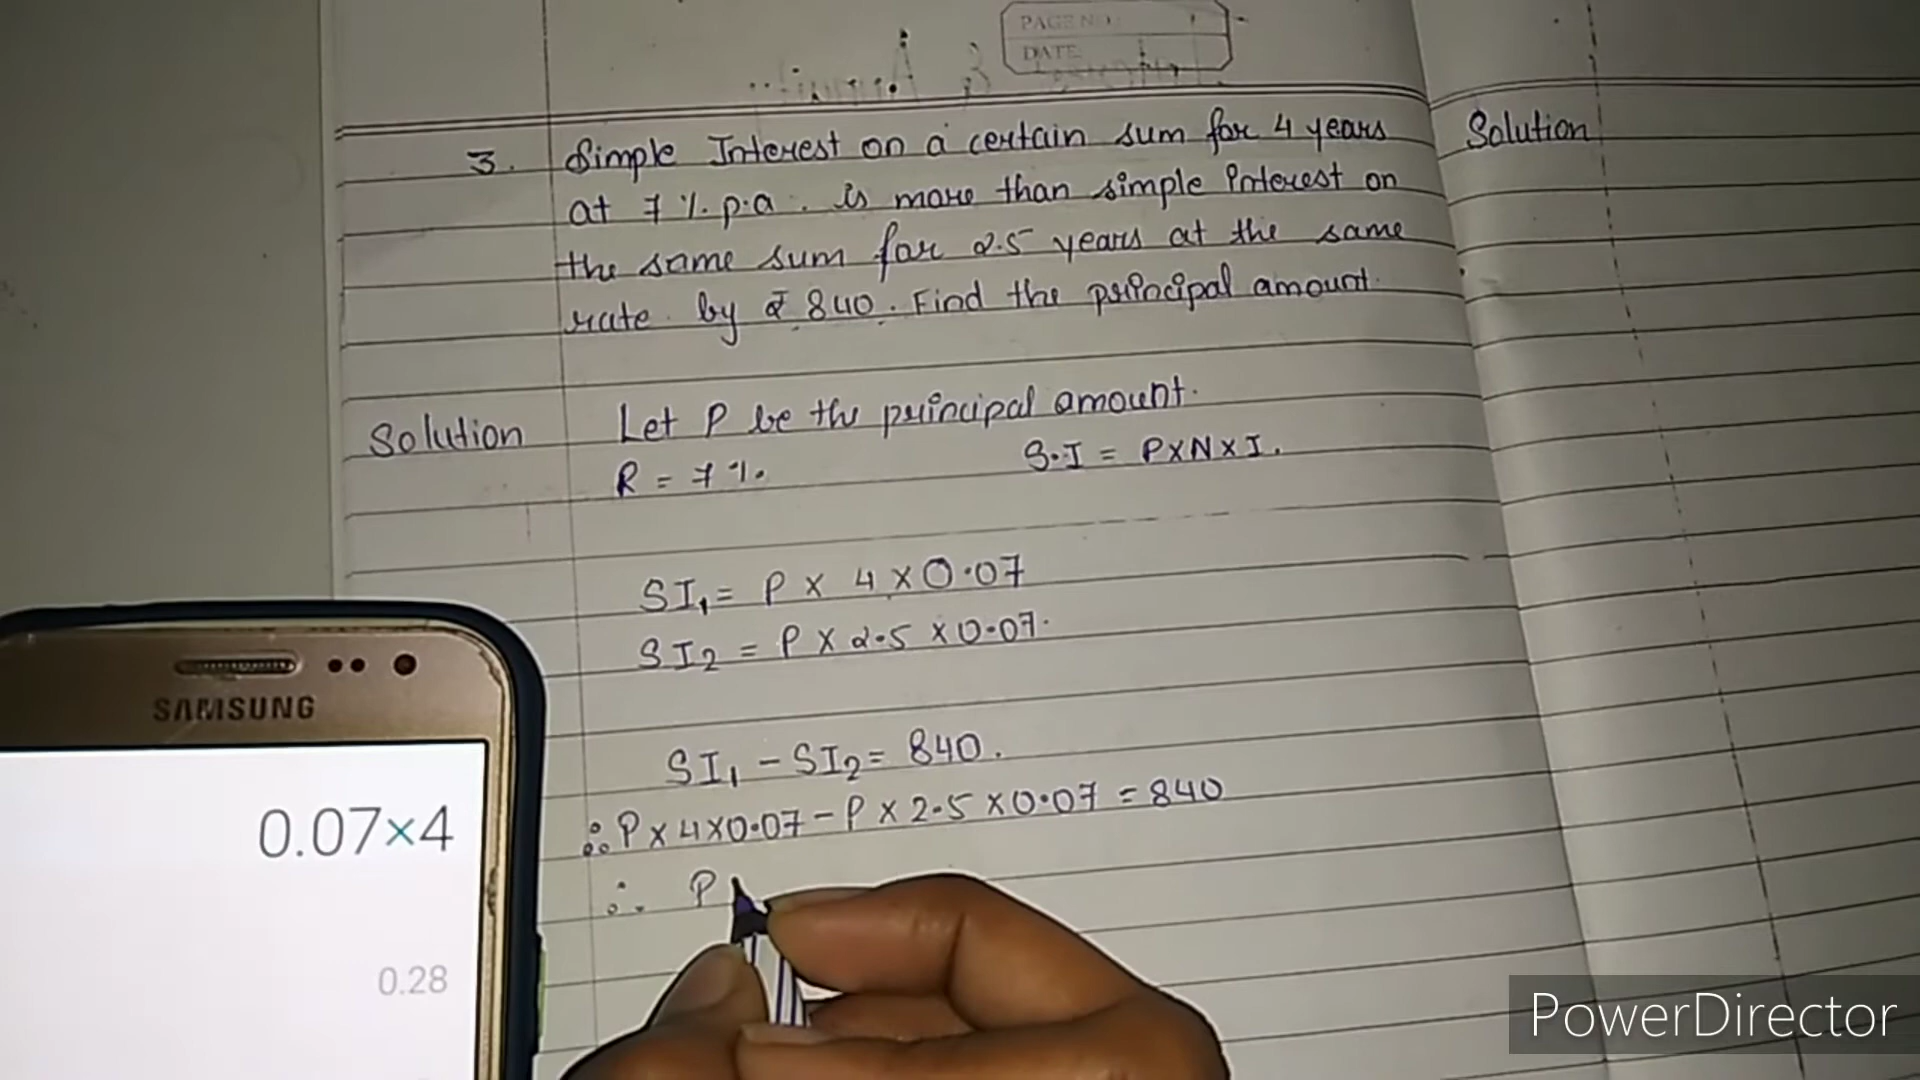 PAGE NO
DATE
3. Simple Interest on a certain sum for 4 years
at 7 %. p.a. is more than simple interest on
the same sum for 2.5 years at the same
rate by ₹ 840. Find the principal amount.
Solution
Solution Let P be the principal amount.
R = 7 %. S.I = P×N×I.
SI₁ = P × 4 × 0.07
SI₂ = P × 2.5 × 0.07.
SI₁ - SI₂ = 840.
∴ P × 4 × 0.07 - P × 2.5 × 0.07 = 840
∴ P
SAMSUNG
0.07×4
0.28
PowerDirector